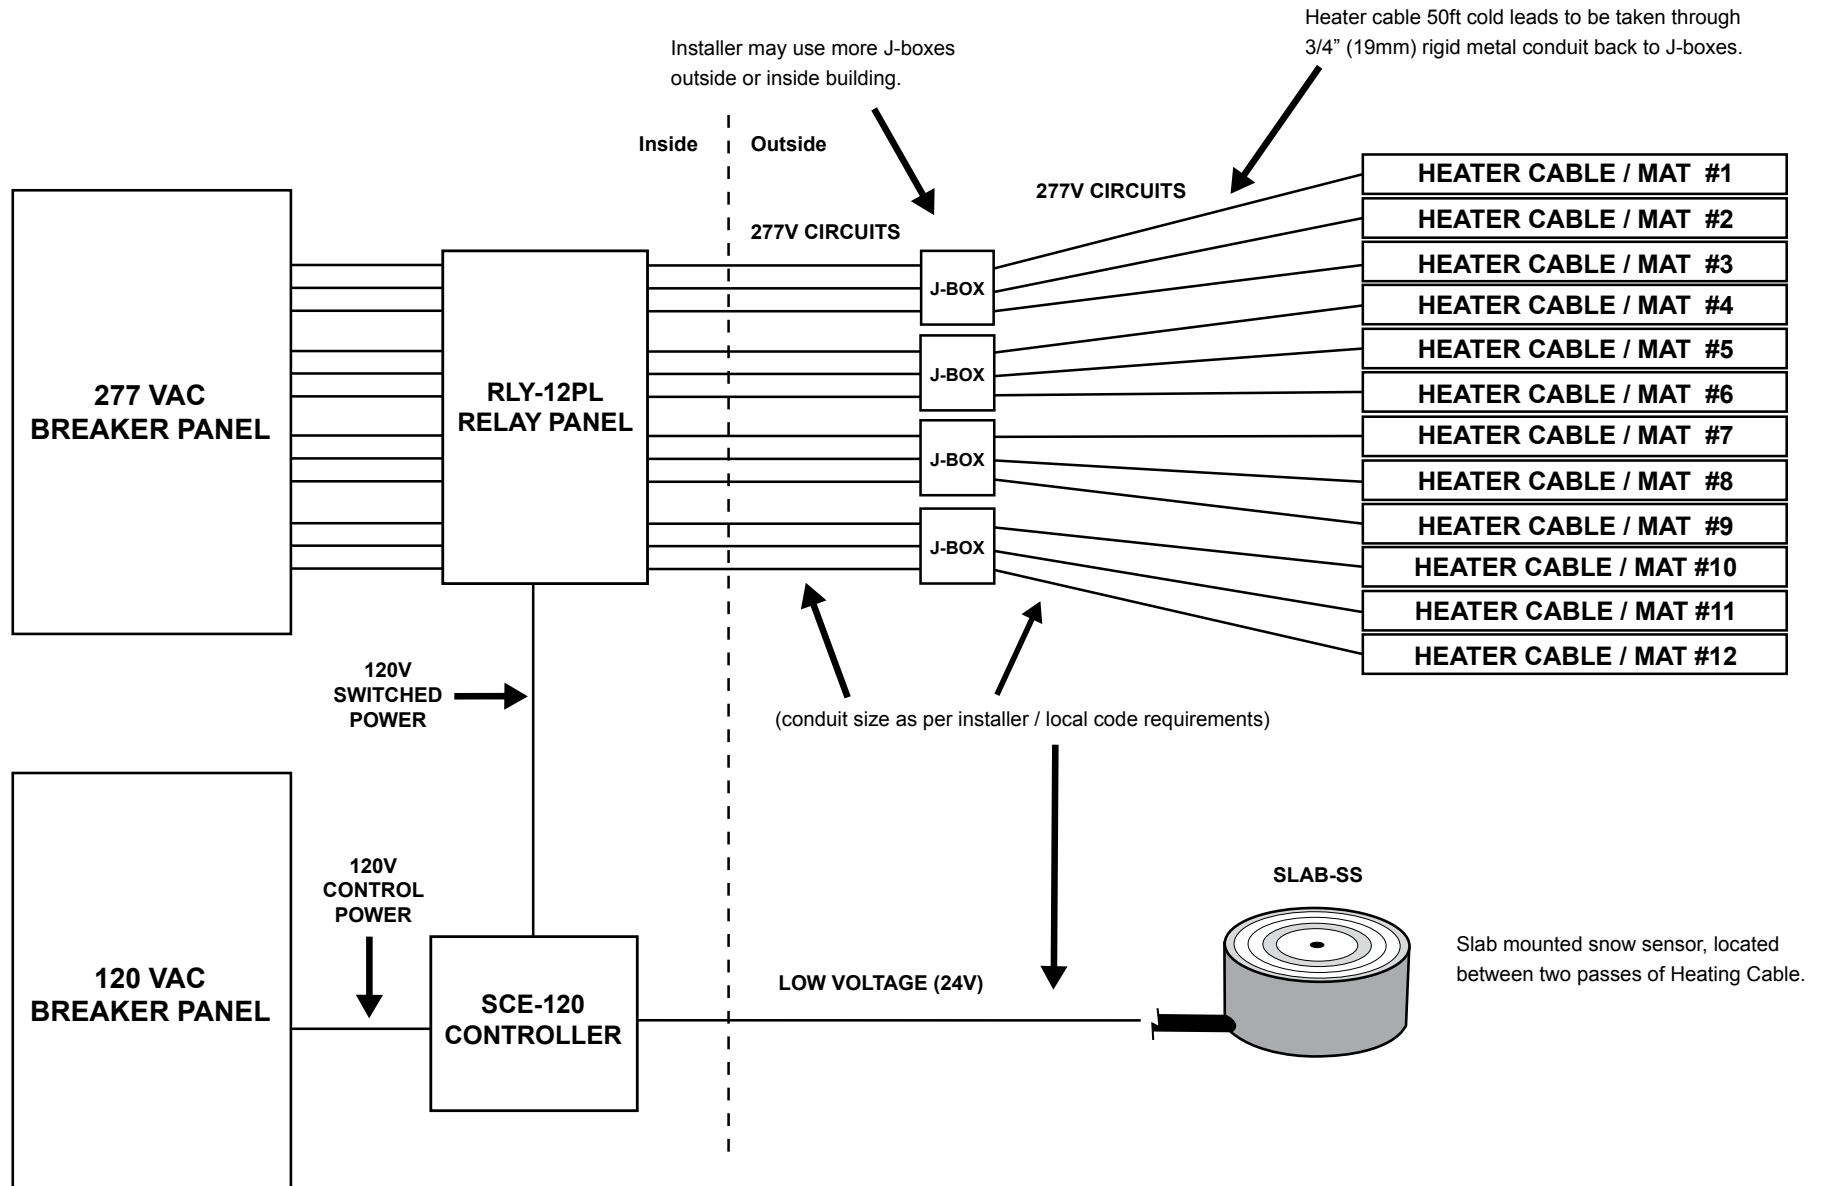 Heater cable 50ft cold leads to be taken through
3/4” (19mm) rigid metal conduit back to J-boxes.
Installer may use more J-boxes
outside or inside building.
Inside
Outside
277V CIRCUITS
277V CIRCUITS
277 VAC
BREAKER PANEL
RLY-12PL
RELAY PANEL
J-BOX
J-BOX
J-BOX
J-BOX
HEATER CABLE / MAT #1
HEATER CABLE / MAT #2
HEATER CABLE / MAT #3
HEATER CABLE / MAT #4
HEATER CABLE / MAT #5
HEATER CABLE / MAT #6
HEATER CABLE / MAT #7
HEATER CABLE / MAT #8
HEATER CABLE / MAT #9
HEATER CABLE / MAT #10
HEATER CABLE / MAT #11
HEATER CABLE / MAT #12
120V
SWITCHED
POWER
(conduit size as per installer / local code requirements)
120V
CONTROL
POWER
120 VAC
BREAKER PANEL
SCE-120
CONTROLLER
LOW VOLTAGE (24V)
SLAB-SS
Slab mounted snow sensor, located
between two passes of Heating Cable.